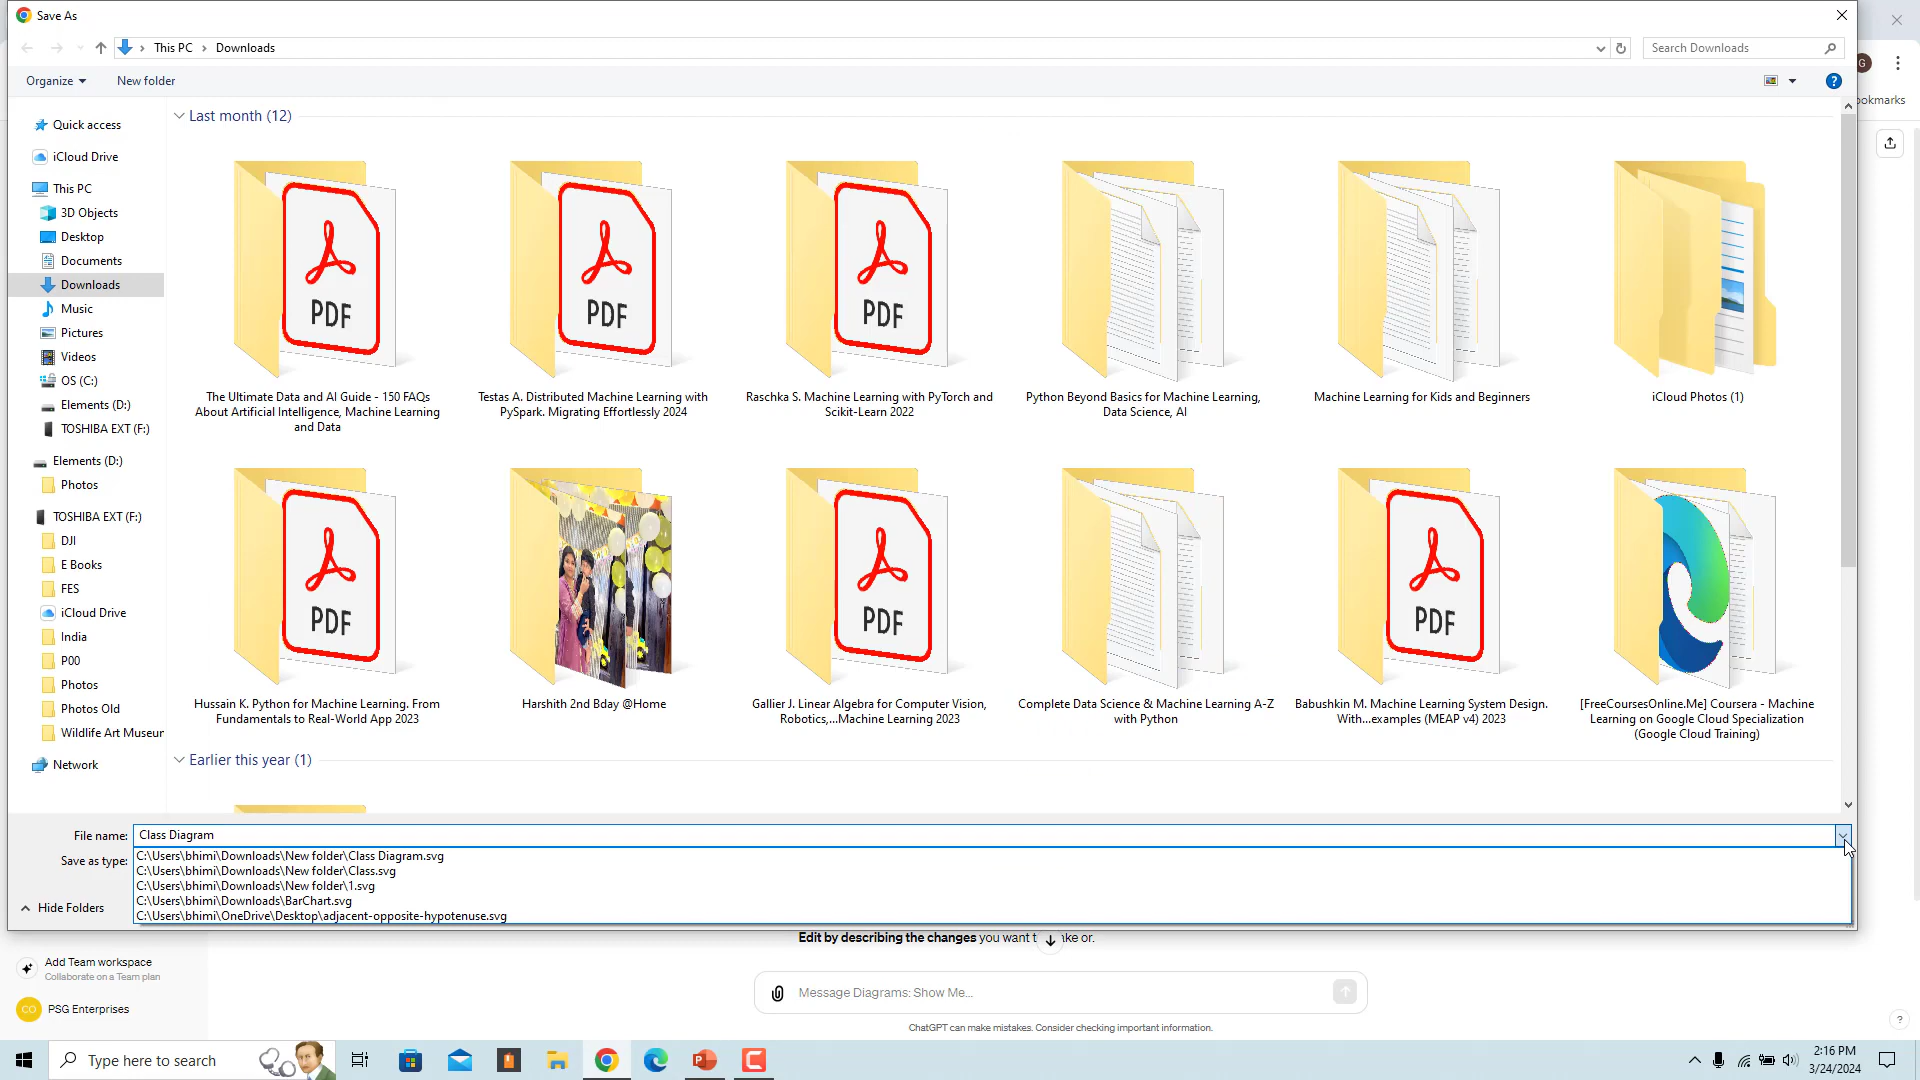 Save As
This PC
Downloads
Search Downloads
G
Organize
New folder
?
ookmarks
Quick access
iCloud Drive
This PC
3D Objects
Desktop
Documents
Downloads
Music
Pictures
Videos
OS (C:)
Elements (D:)
TOSHIBA EXT (F:)
Elements (D:)
Photos
TOSHIBA EXT (F:)
DJI
E Books
FES
iCloud Drive
India
P00
Photos
Photos Old
Wildlife Art Museur
Network
Last month (12)
PDF
PDF
PDF
The Ultimate Data and AI Guide - 150 FAQs
About Artificial Intelligence, Machine Learning
and Data
Testas A. Distributed Machine Learning with
PySpark. Migrating Effortlessly 2024
Raschka S. Machine Learning with PyTorch and
Scikit-Learn 2022
Python Beyond Basics for Machine Learning,
Data Science, AI
Machine Learning for Kids and Beginners
iCloud Photos (1)
PDF
PDF
PDF
Hussain K. Python for Machine Learning. From
Fundamentals to Real-World App 2023
Harshith 2nd Bday @Home
Gallier J. Linear Algebra for Computer Vision,
Robotics,...Machine Learning 2023
Complete Data Science & Machine Learning A-Z
with Python
Babushkin M. Machine Learning System Design.
With...examples (MEAP v4) 2023
[FreeCoursesOnline.Me] Coursera - Machine
Learning on Google Cloud Specialization
(Google Cloud Training)
Earlier this year (1)
File name:
Class Diagram
Save as type:
C:\Users\bhimi\Downloads\New folder\Class Diagram.svg
C:\Users\bhimi\Downloads\New folder\Class.svg
C:\Users\bhimi\Downloads\New folder\1.svg
C:\Users\bhimi\Downloads\BarChart.svg
C:\Users\bhimi\OneDrive\Desktop\adjacent-opposite-hypotenuse.svg
Hide Folders
Edit by describing the changes you want t ke or.
Add Team workspace
Collaborate on a Team plan
CO
PSG Enterprises
Message Diagrams: Show Me...
ChatGPT can make mistakes. Consider checking important information.
?
Type here to search
2:16 PM
3/24/2024